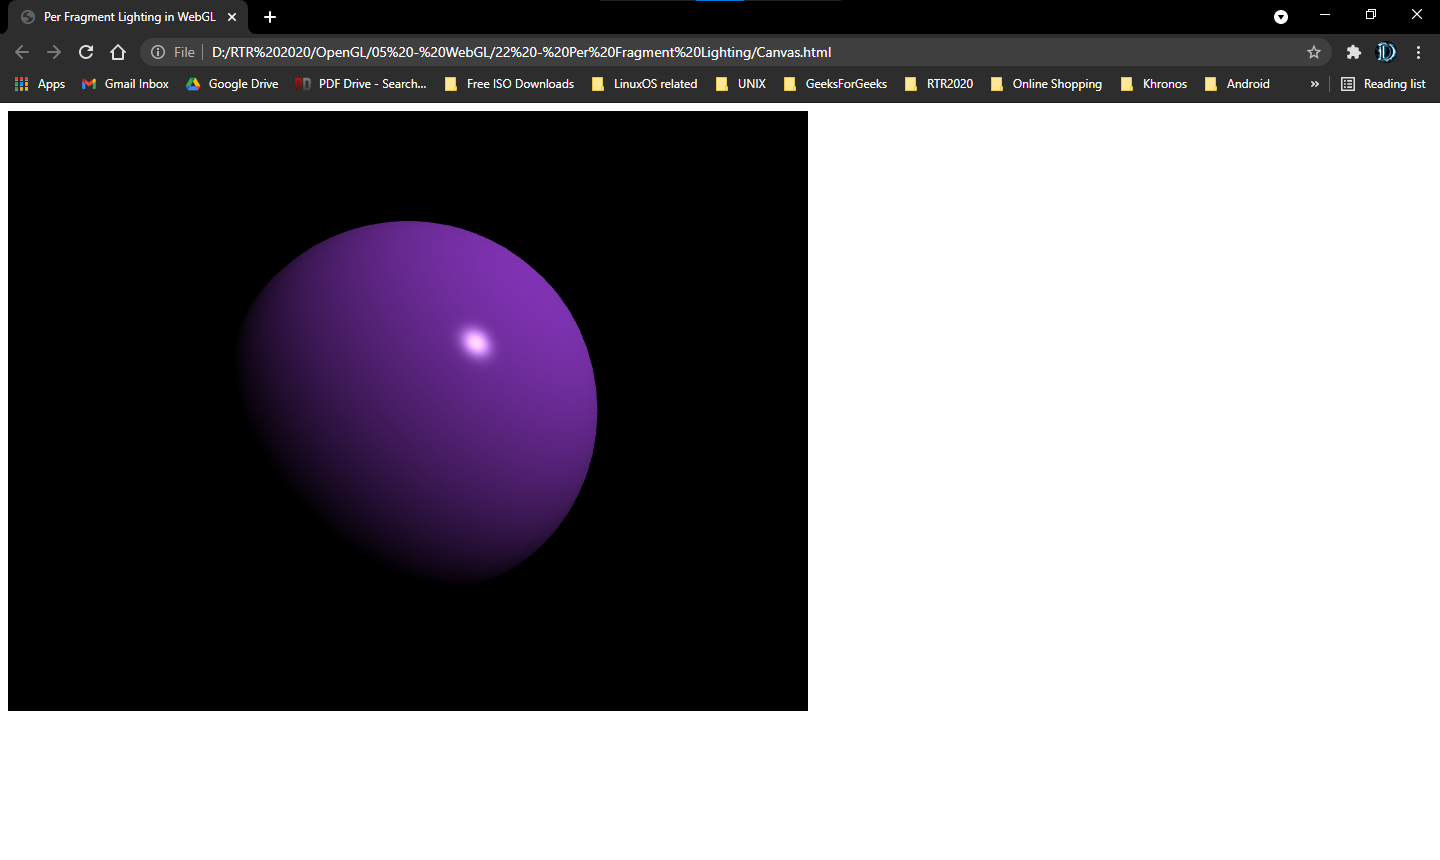 Per Fragment Lighting in WebGL
File D:/RTR%202020/OpenGL/05%20-%20WebGL/22%20-%20Per%20Fragment%20Lighting/Canvas.html
Apps Gmail Inbox Google Drive PDF Drive - Search... Free ISO Downloads LinuxOS related UNIX GeeksForGeeks RTR2020 Online Shopping Khronos Android » Reading list